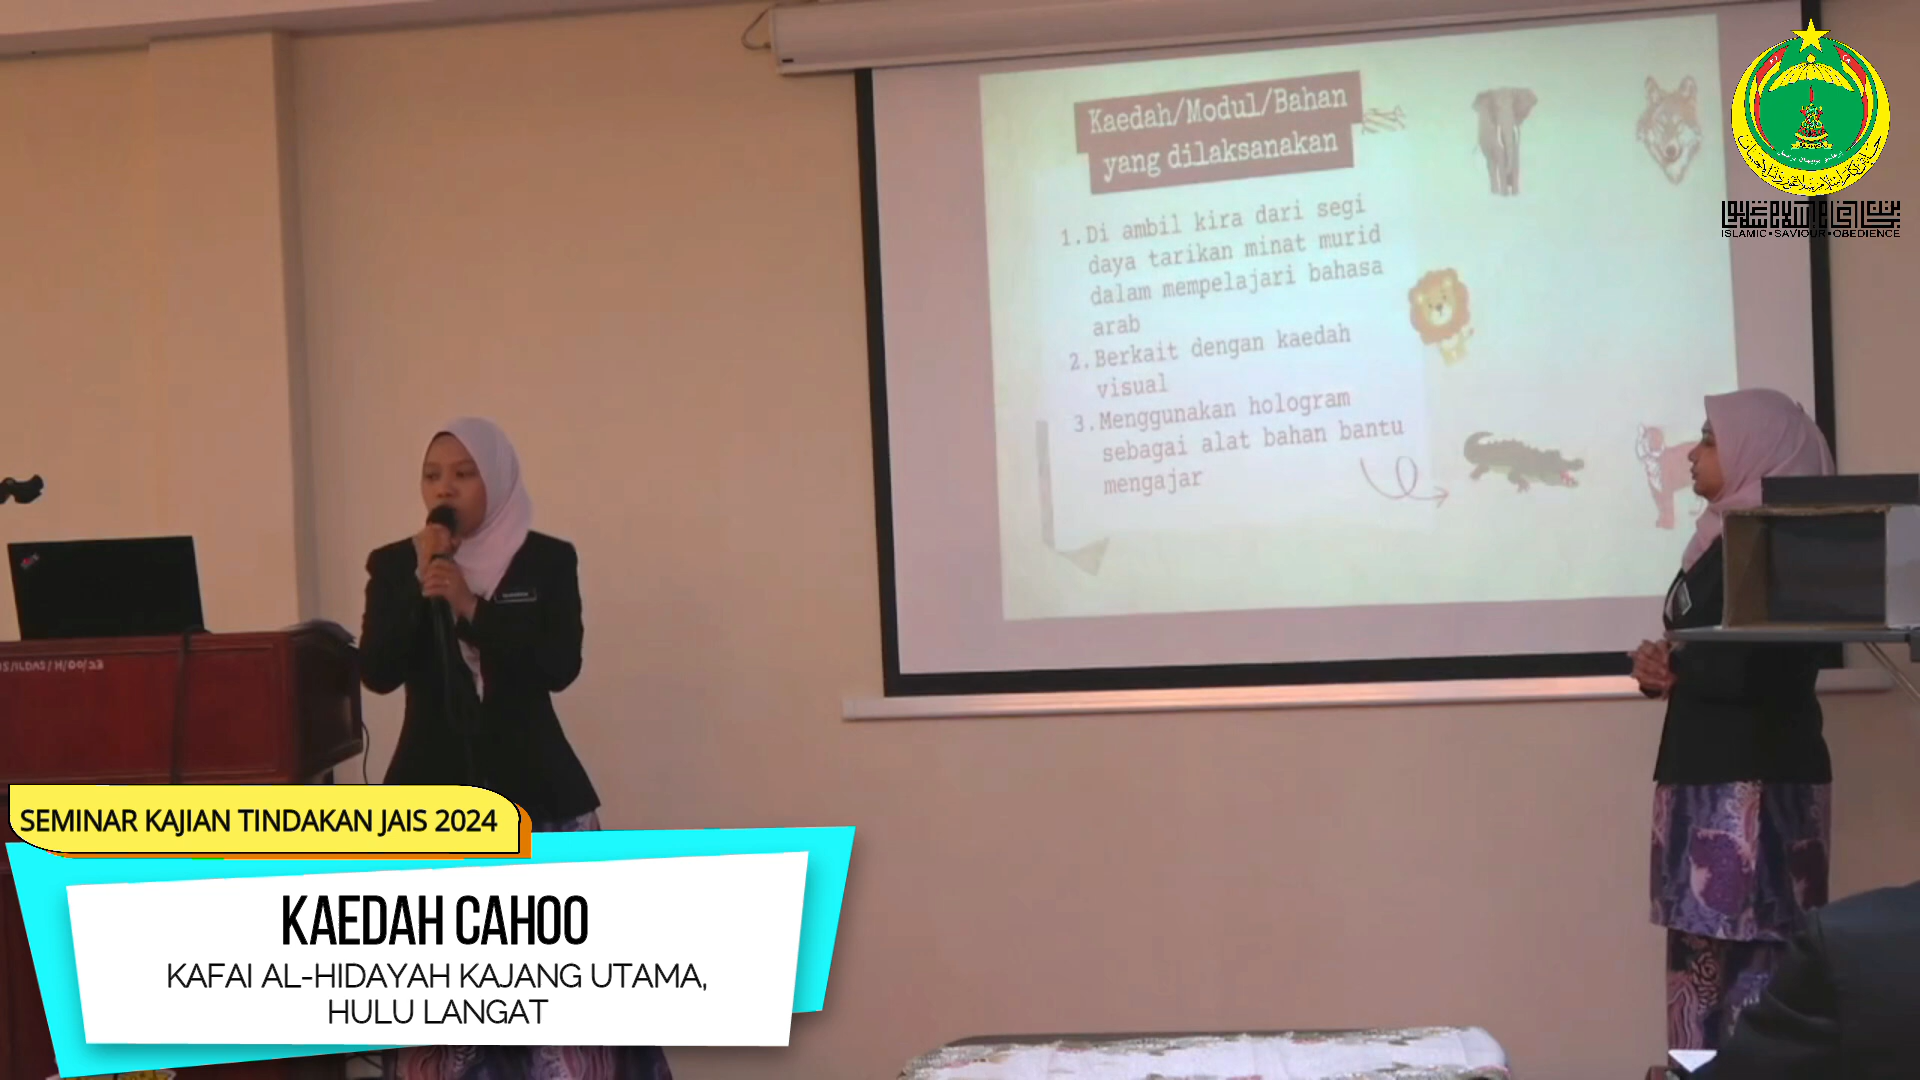 Kaedah/Modul/Bahan
yang dilaksanakan
1. Di ambil kira dari segi
daya tarikan minat murid
dalam mempelajari bahasa
arab
2. Berkait dengan kaedah
visual
3. Menggunakan hologram
sebagai alat bahan bantu
mengajar
ISLAMIC • SAVIOUR • OBEDIENCE
SEMINAR KAJIAN TINDAKAN JAIS 2024
KAEDAH CAHOO
KAFAI AL-HIDAYAH KAJANG UTAMA,
HULU LANGAT